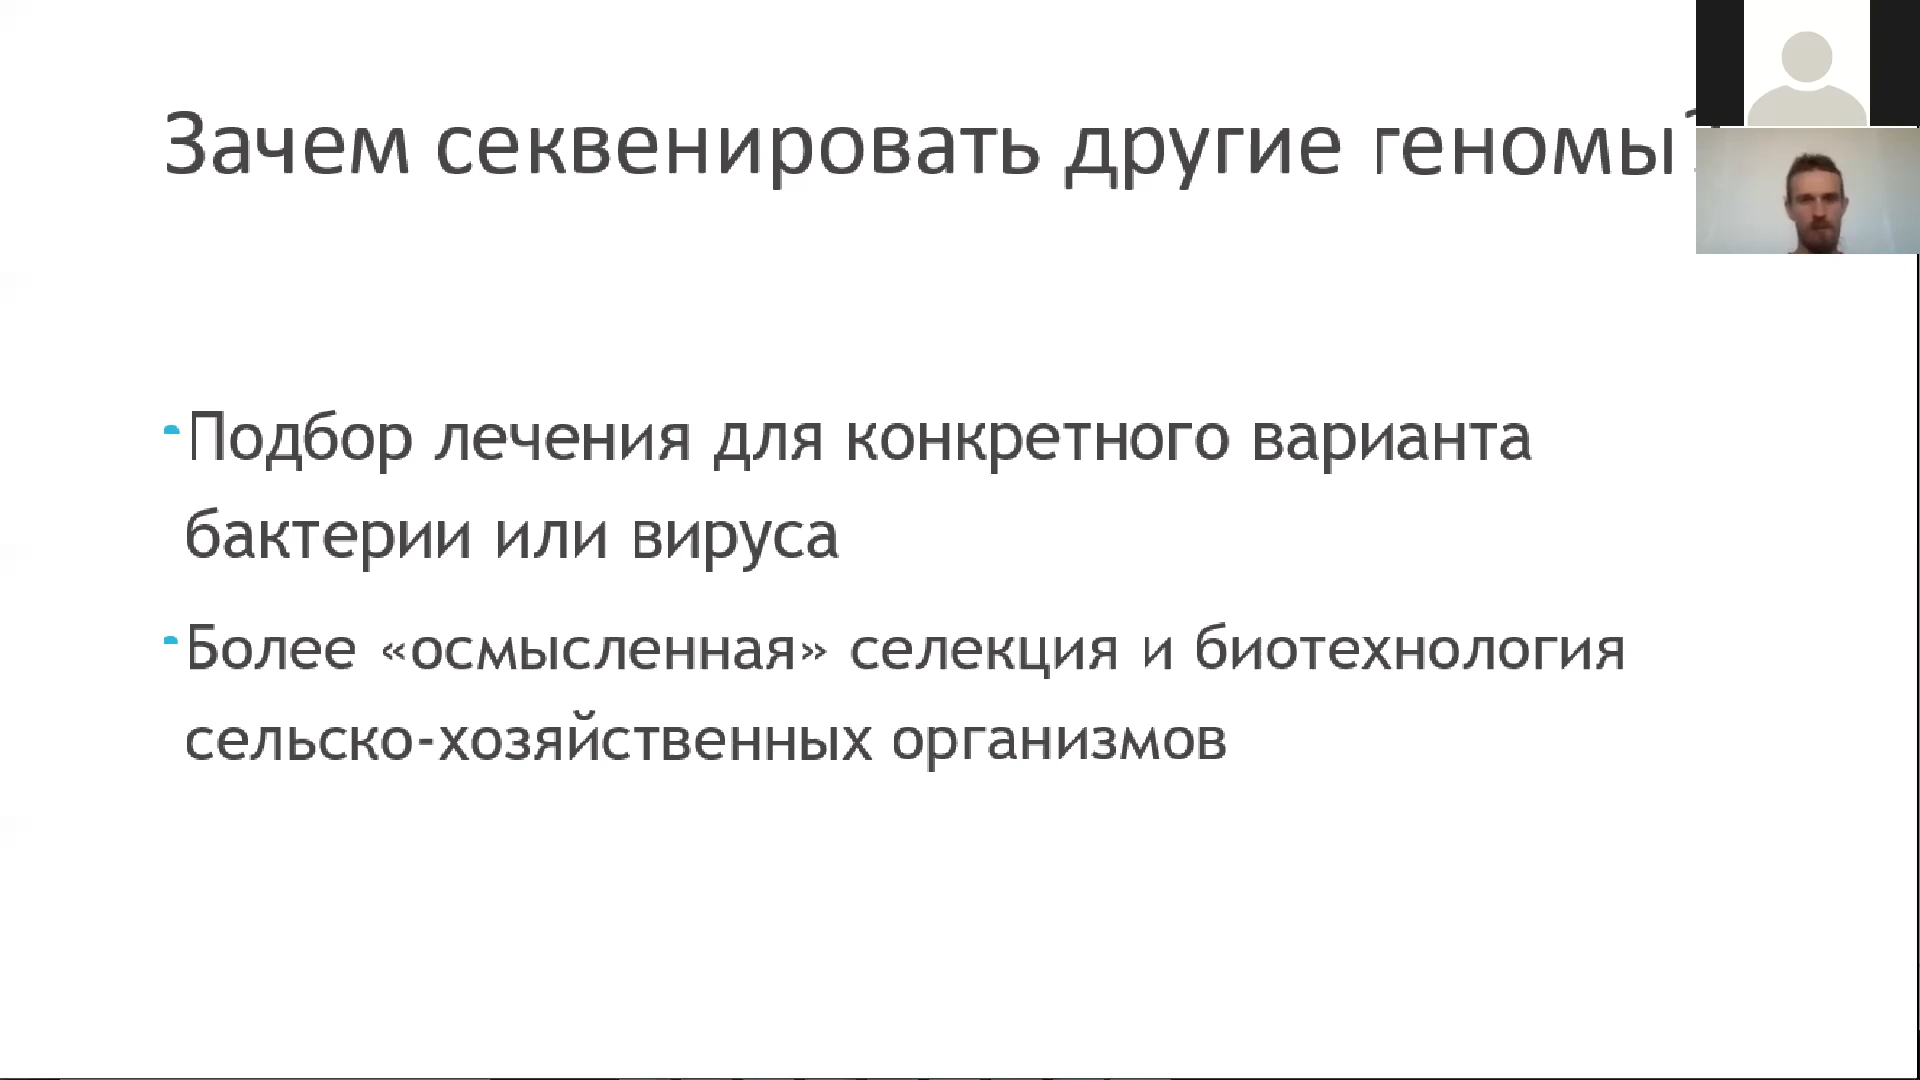 Зачем секвенировать другие геномы?
Подбор лечения для конкретного варианта
бактерии или вируса
Более «осмысленная» селекция и биотехнология
сельско-хозяйственных организмов